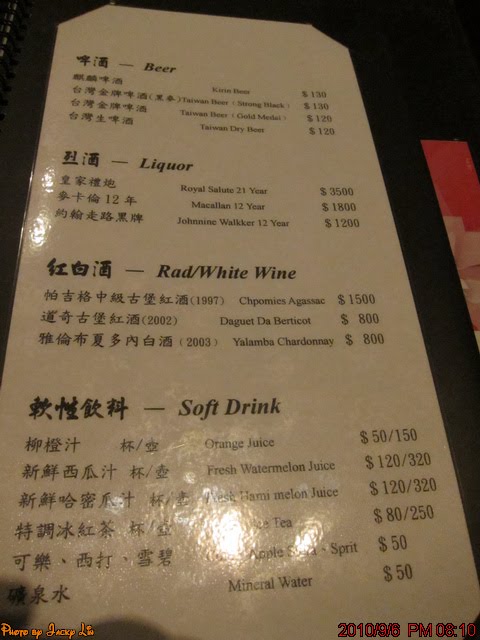 啤酒 — Beer
麒麟啤酒 Kirin Beer $ 130
台灣金牌啤酒(黑麥) Taiwan Beer (Strong Black) $ 130
台灣金牌啤酒 Taiwan Beer (Gold Medal) $ 120
台灣生啤酒 Taiwan Dry Beer $ 120
烈酒 — Liquor
皇家禮炮 Royal Salute 21 Year $ 3500
麥卡倫 12 年 Macallan 12 Year $ 1800
約翰走路黑牌 Johnnine Walkker 12 Year $ 1200
紅白酒 — Rad/White Wine
帕吉格中級古堡紅酒(1997) Chpomies Agassac $ 1500
道奇古堡紅酒(2002) Daguet Da Berticot $ 800
雅倫布夏多內白酒(2003) Yalamba Chardonnay $ 800
軟性飲料 — Soft Drink
柳橙汁 杯/壺 Orange Juice $ 50/150
新鮮西瓜汁 杯/壺 Fresh Watermelon Juice $ 120/320
新鮮哈密瓜汁 杯/壺 Fresh Hami melon Juice $ 120/320
特調冰紅茶 杯/壺 Ice Tea $ 80/250
可樂、西打、雪碧 Apple Sprit $ 50
礦泉水 Mineral Water $ 50
Photo by Jacky Lin
2010/9/6 PM 08:10